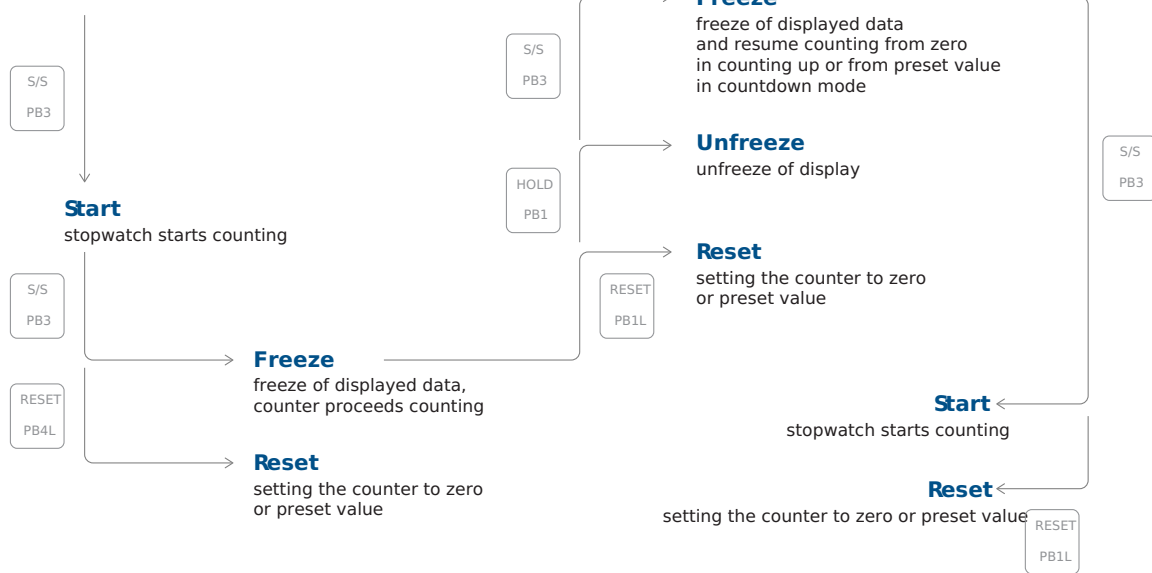 Freeze
freeze of displayed data
and resume counting from zero
in counting up or from preset value
in countdown mode
S/S
PB3
S/S
PB3
Unfreeze
unfreeze of display
S/S
PB3
HOLD
PB1
Start
stopwatch starts counting
Reset
setting the counter to zero
or preset value
S/S
PB3
RESET
PB1L
Freeze
freeze of displayed data,
counter proceeds counting
RESET
PB4L
Start
stopwatch starts counting
Reset
setting the counter to zero
or preset value
Reset
setting the counter to zero or preset value
RESET
PB1L